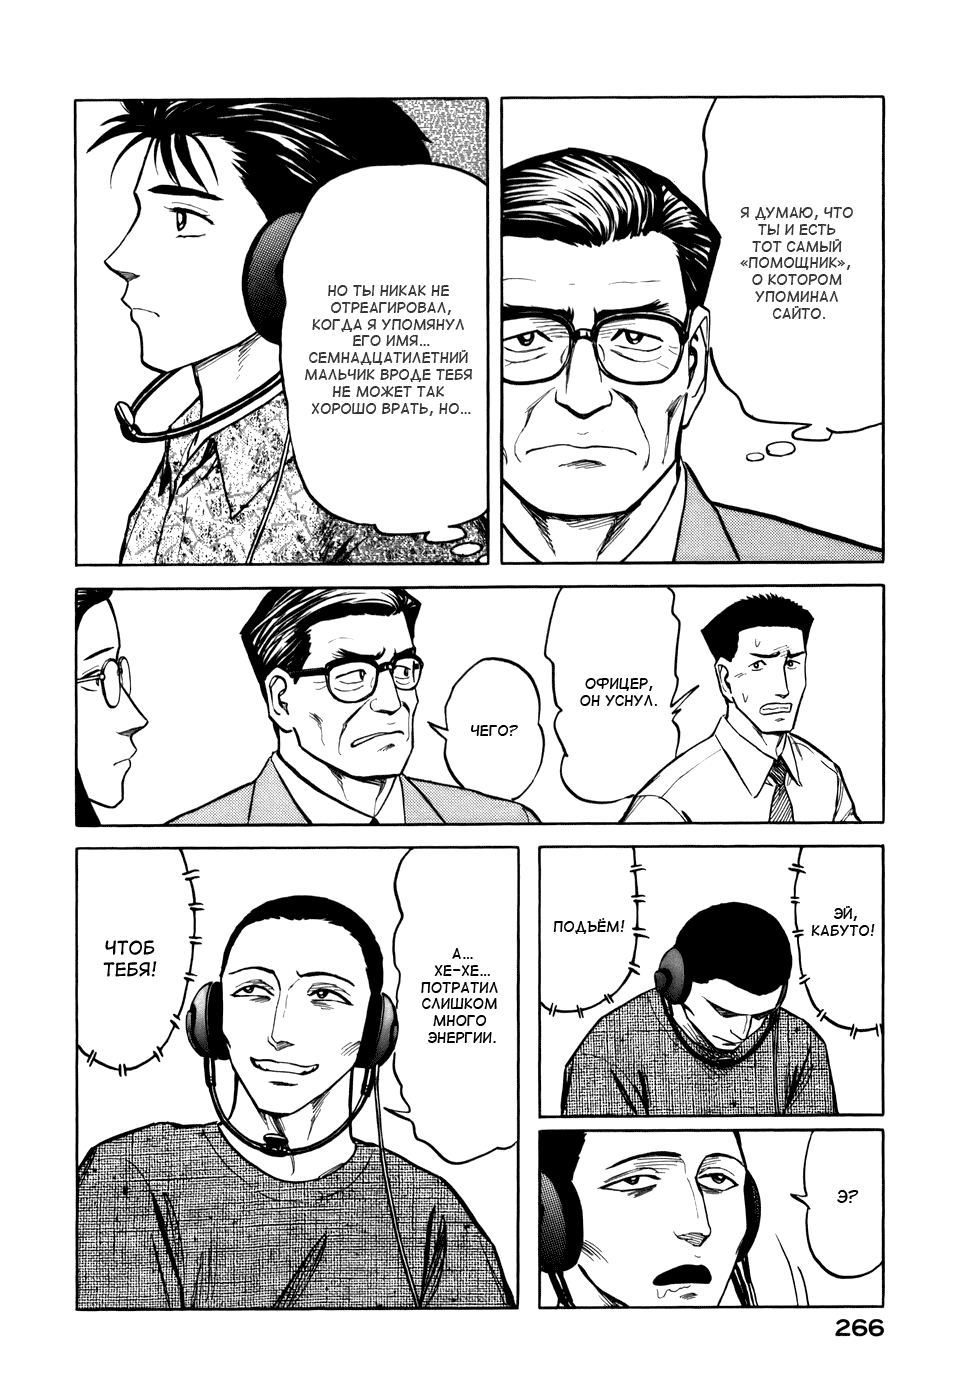 Я ДУМАЮ, ЧТО
ТЫ И ЕСТЬ
ТОТ САМЫЙ
«ПОМОЩНИК»,
О КОТОРОМ
УПОМИНАЛ
САЙТО.
НО ТЫ НИКАК НЕ
ОТРЕАГИРОВАЛ,
КОГДА Я УПОМЯНУЛ
ЕГО ИМЯ...
СЕМНАДЦАТИЛЕТНИЙ
МАЛЬЧИК ВРОДЕ ТЕБЯ
НЕ МОЖЕТ ТАК
ХОРОШО ВРАТЬ, НО...
ОФИЦЕР,
ОН УСНУЛ.
ЧЕГО?
ЭЙ,
КАБУТО!
ПОДЪЁМ!
Э?
А...
ХЕ-ХЕ...
ПОТРАТИЛ
СЛИШКОМ
МНОГО
ЭНЕРГИИ.
ЧТОБ
ТЕБЯ!
266